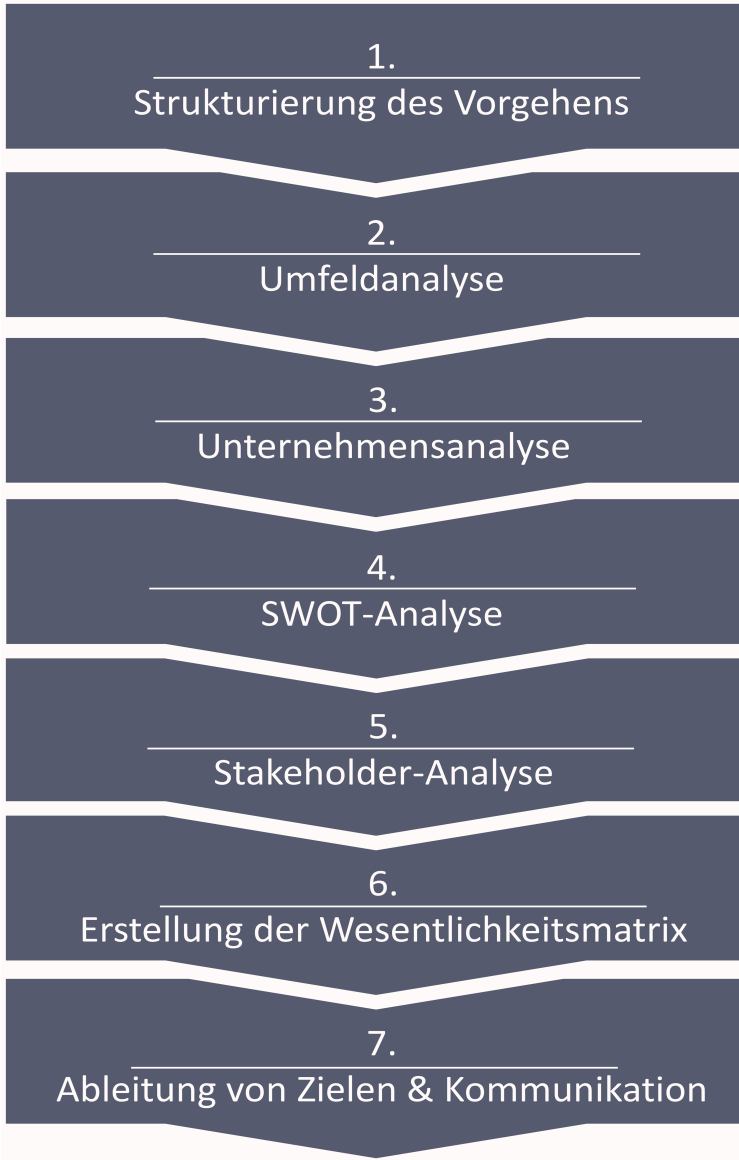 1.
Strukturierung des Vorgehens
2.
Umfeldanalyse
3.
Unternehmensanalyse
4.
SWOT-Analyse
5.
Stakeholder-Analyse
6.
Erstellung der Wesentlichkeitsmatrix
7.
Ableitung von Zielen & Kommunikation